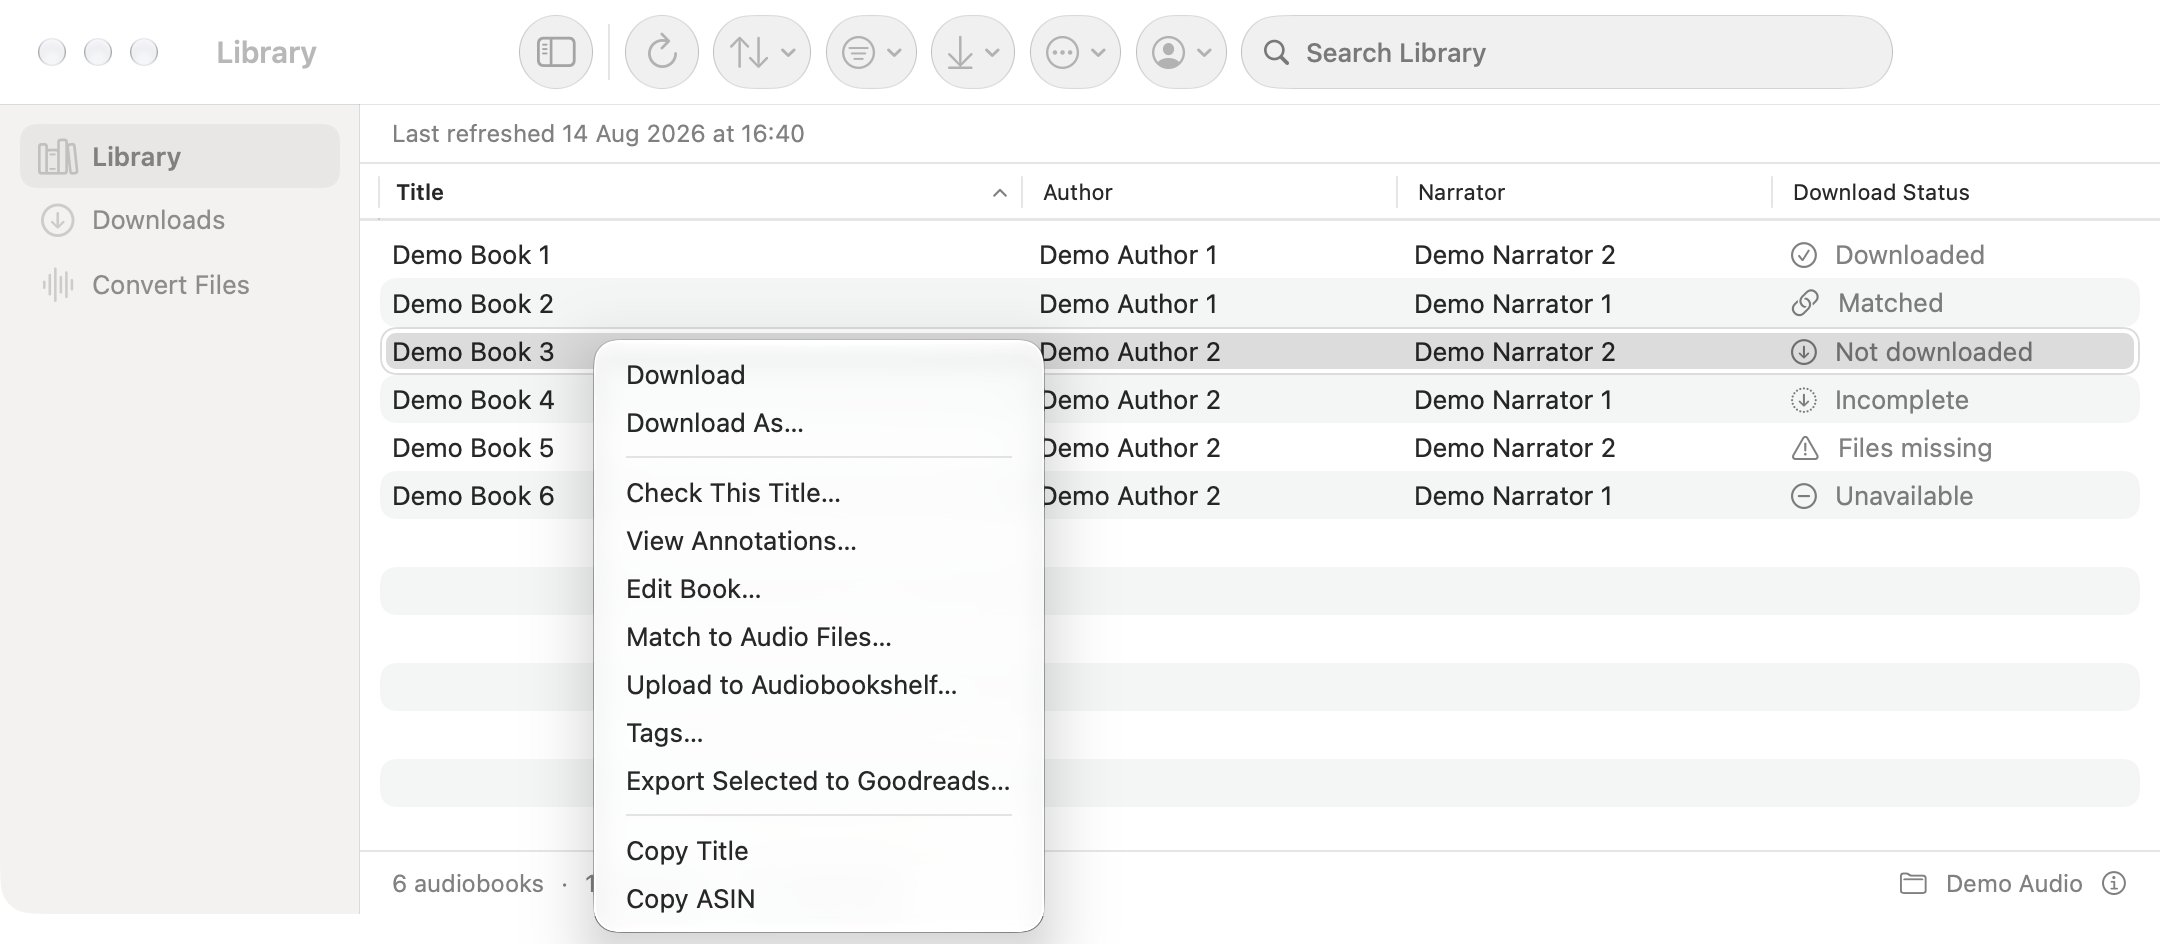 Library
Search Library
Library
Downloads
Convert Files
Last refreshed 14 Aug 2026 at 16:40
Title Author Narrator Download Status
Demo Book 1 Demo Author 1 Demo Narrator 2 Downloaded
Demo Book 2 Demo Author 1 Demo Narrator 1 Matched
Demo Book 3 Demo Author 2 Demo Narrator 2 Not downloaded
Demo Book 4 Demo Author 2 Demo Narrator 1 Incomplete
Demo Book 5 Demo Author 2 Demo Narrator 2 Files missing
Demo Book 6 Demo Author 2 Demo Narrator 1 Unavailable
Download
Download As...
Check This Title...
View Annotations...
Edit Book...
Match to Audio Files...
Upload to Audiobookshelf...
Tags...
Export Selected to Goodreads...
Copy Title
Copy ASIN
6 audiobooks · 1
Demo Audio